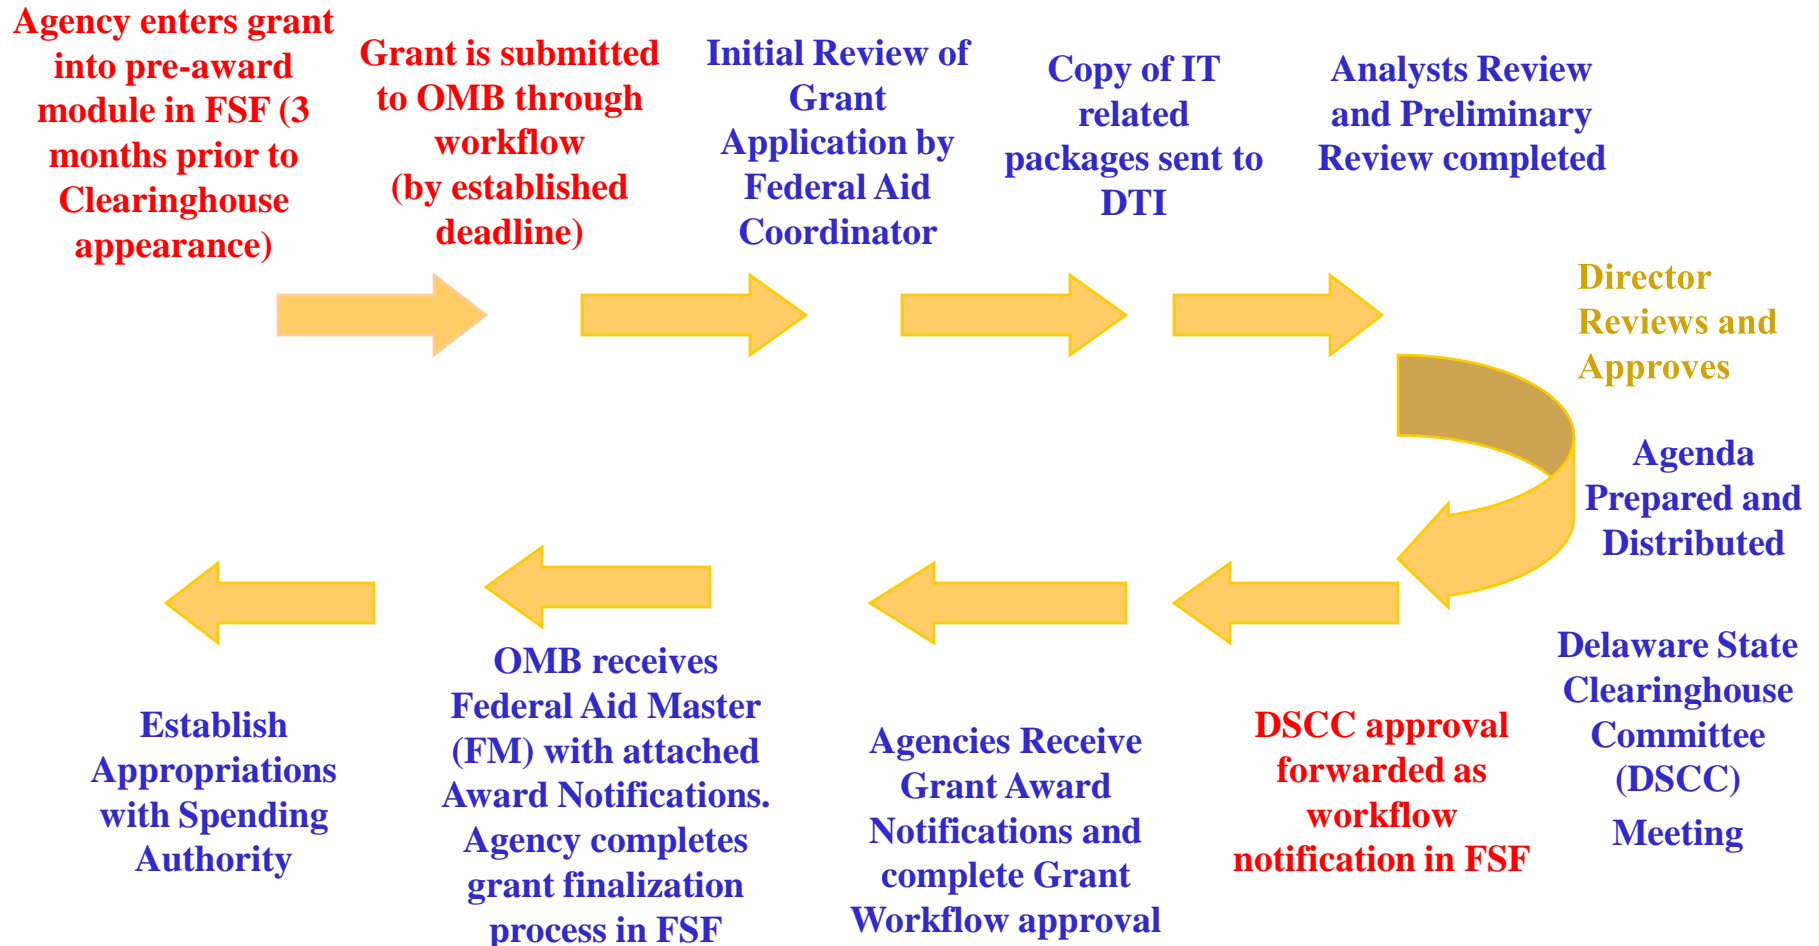 Agency enters grant
into pre-award
module in FSF (3
months prior to
Clearinghouse
appearance)
Grant is submitted
to OMB through
workflow
(by established
deadline)
Initial Review of
Grant
Application by
Federal Aid
Coordinator
Copy of IT
related
packages sent to
DTI
Analysts Review
and Preliminary
Review completed
Director
Reviews and
Approves
Agenda
Prepared and
Distributed
Delaware State
Clearinghouse
Committee
(DSCC)
Meeting
DSCC approval
forwarded as
workflow
notification in FSF
Agencies Receive
Grant Award
Notifications and
complete Grant
Workflow approval
OMB receives
Federal Aid Master
(FM) with attached
Award Notifications.
Agency completes
grant finalization
process in FSF
Establish
Appropriations
with Spending
Authority